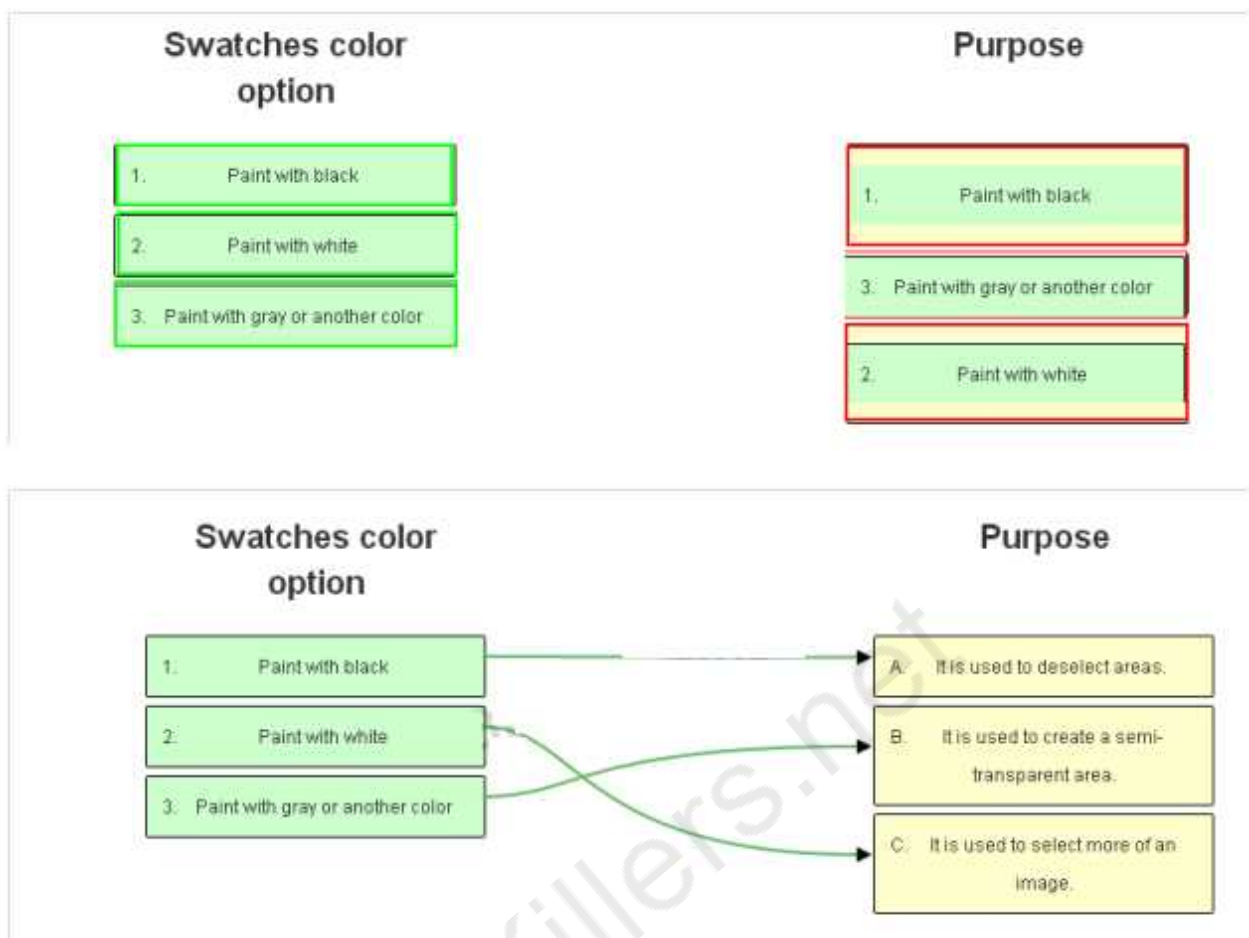 Swatches color
option
Purpose
1. Paint with black
2. Paint with white
3. Paint with gray or another color
1. Paint with black
3. Paint with gray or another color
2. Paint with white
Swatches color
option
Purpose
1. Paint with black
2. Paint with white
3. Paint with gray or another color
A. It is used to deselect areas.
B. It is used to create a semi-
transparent area.
C. It is used to select more of an
image.
killers.net